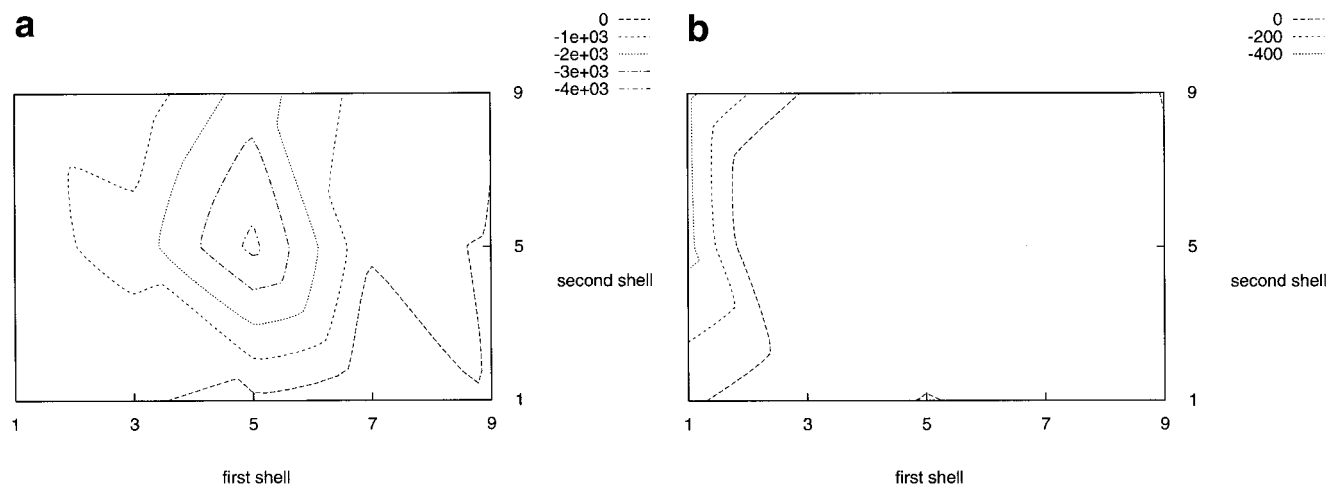 a
0
-1e+03
-2e+03
-3e+03
-4e+03
9
5
second shell
1
1 3 5 7 9
first shell
b
0
-200
-400
9
5
second shell
1
1 3 5 7 9
first shell